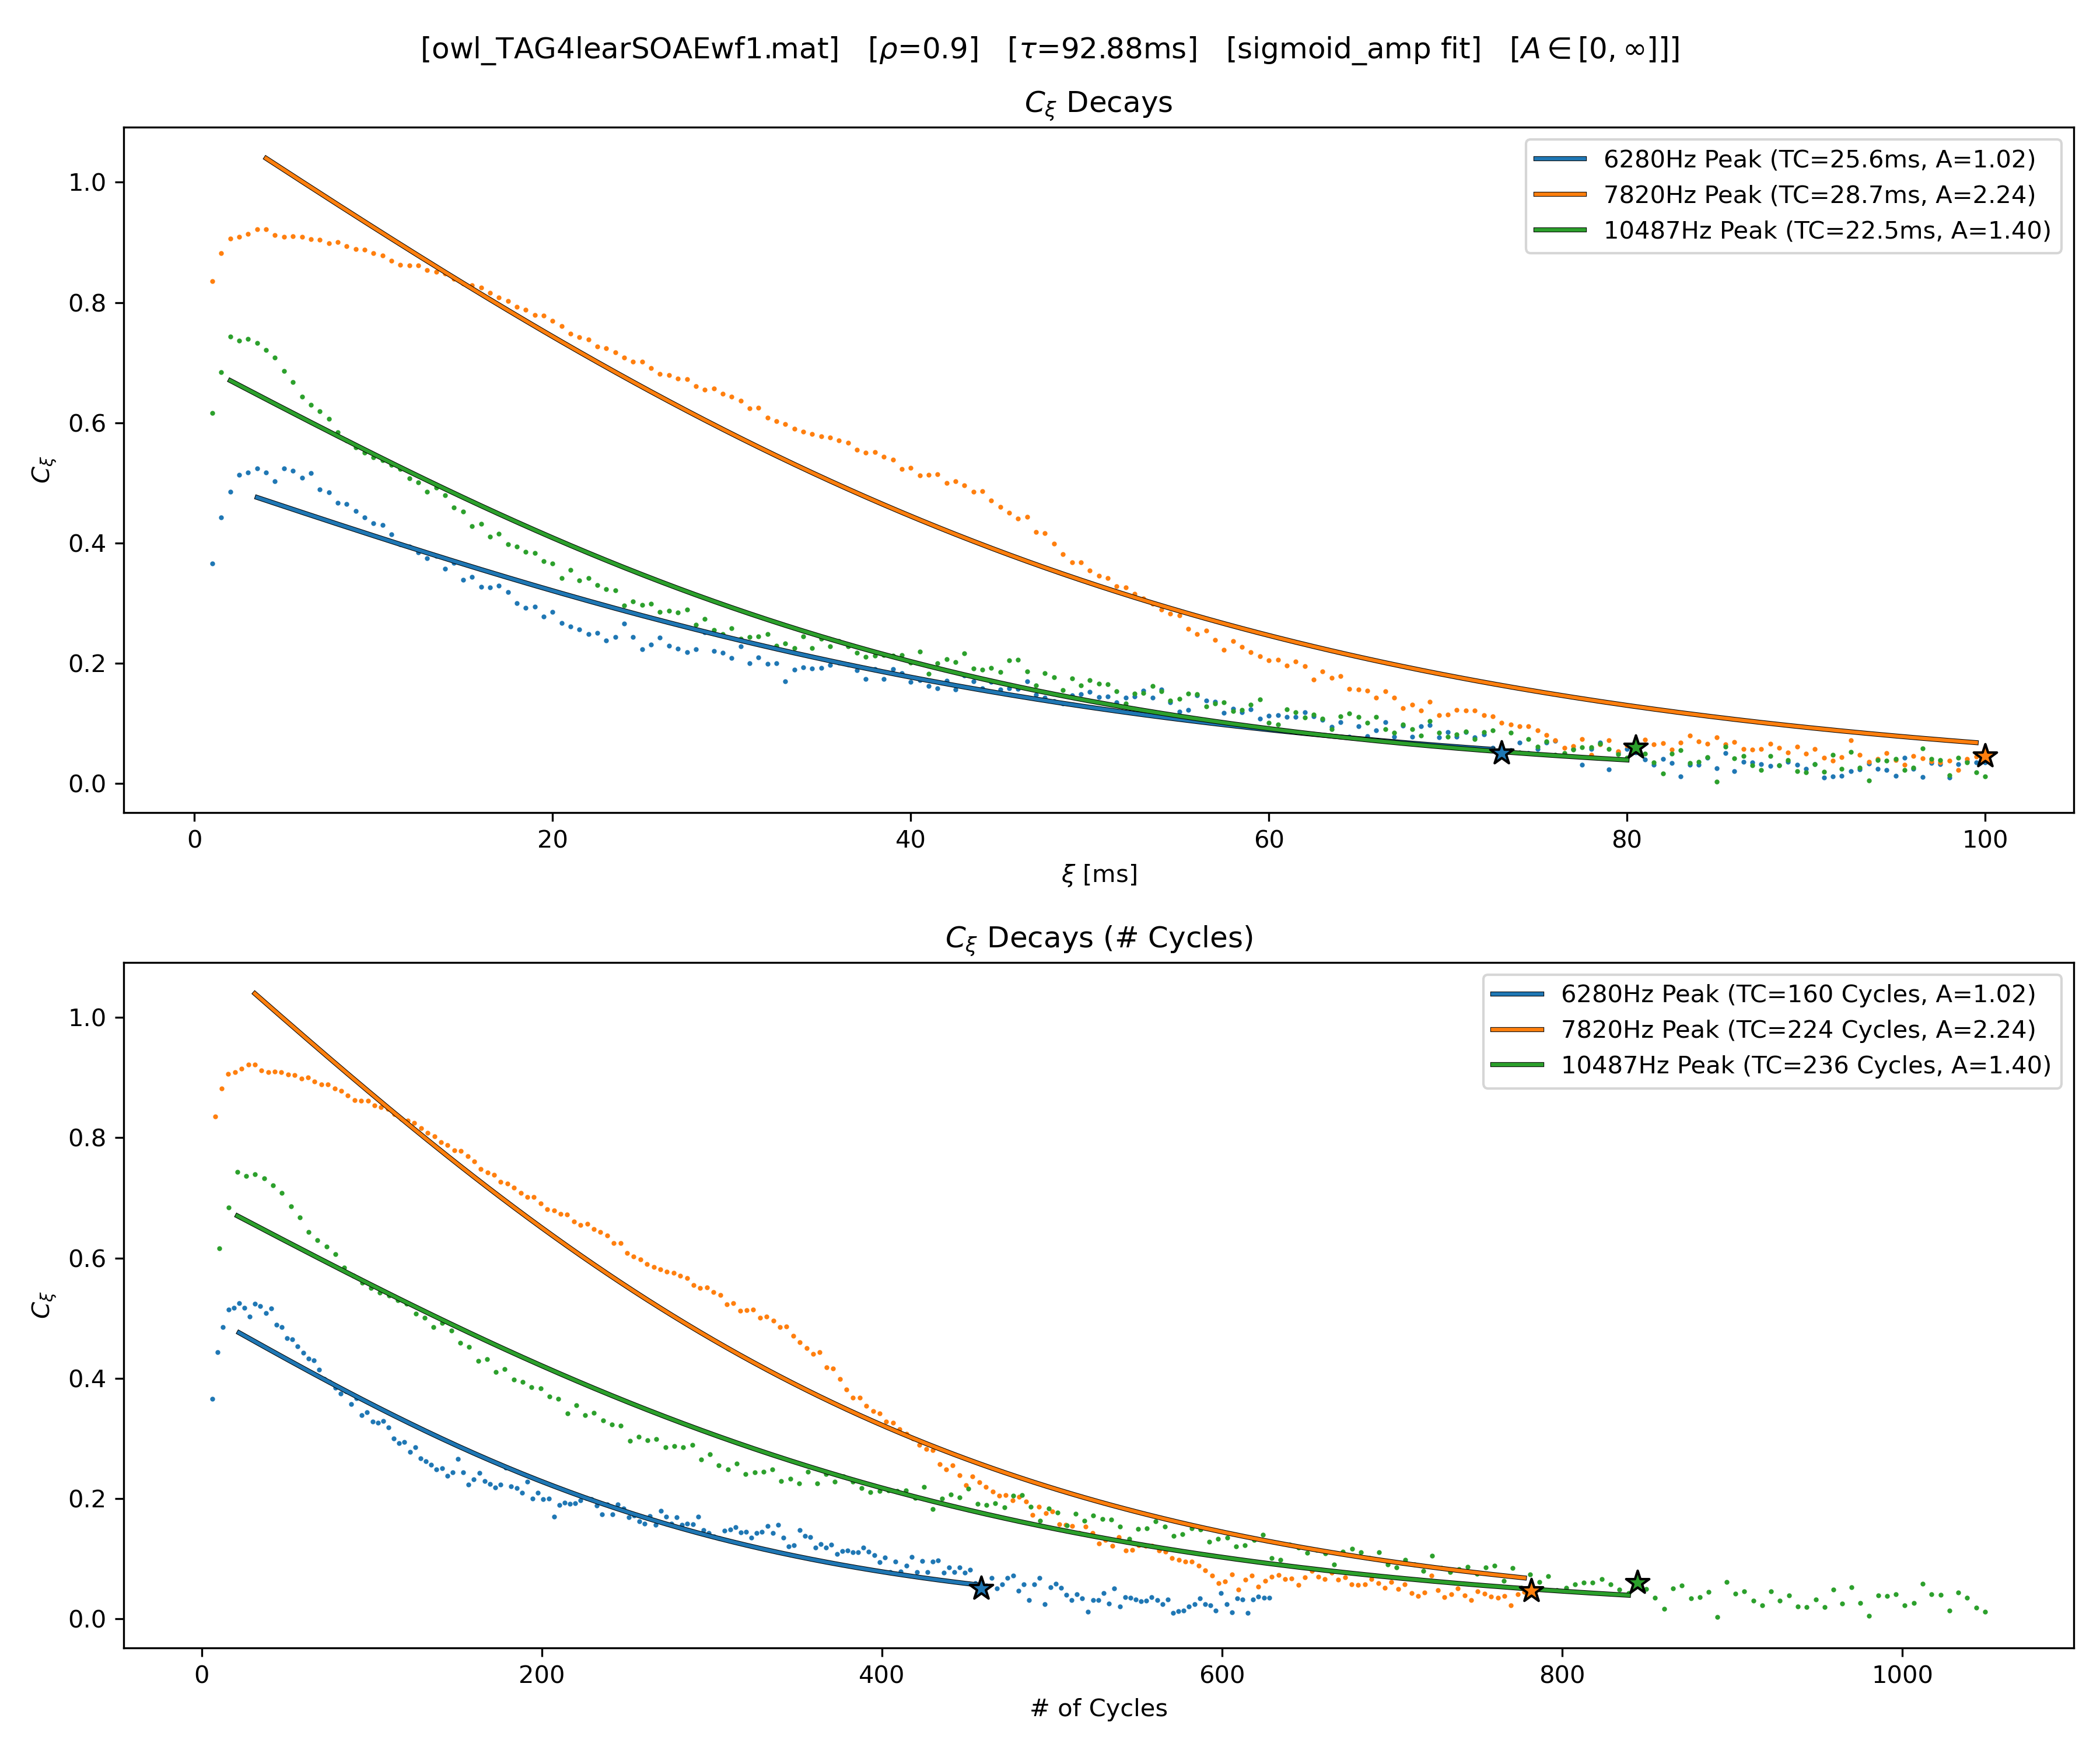 [owl_TAG4learSOAEwf1.mat] [ρ=0.9] [τ=92.88ms] [sigmoid_amp fit] [A ∈ [0, ∞]]]
C_ξ Decays
6280Hz Peak (TC=25.6ms, A=1.02)
7820Hz Peak (TC=28.7ms, A=2.24)
10487Hz Peak (TC=22.5ms, A=1.40)
C_ξ
1.0
0.8
0.6
0.4
0.2
0.0
0 20 40 60 80 100
ξ [ms]
C_ξ Decays (# Cycles)
6280Hz Peak (TC=160 Cycles, A=1.02)
7820Hz Peak (TC=224 Cycles, A=2.24)
10487Hz Peak (TC=236 Cycles, A=1.40)
C_ξ
1.0
0.8
0.6
0.4
0.2
0.0
0 200 400 600 800 1000
# of Cycles